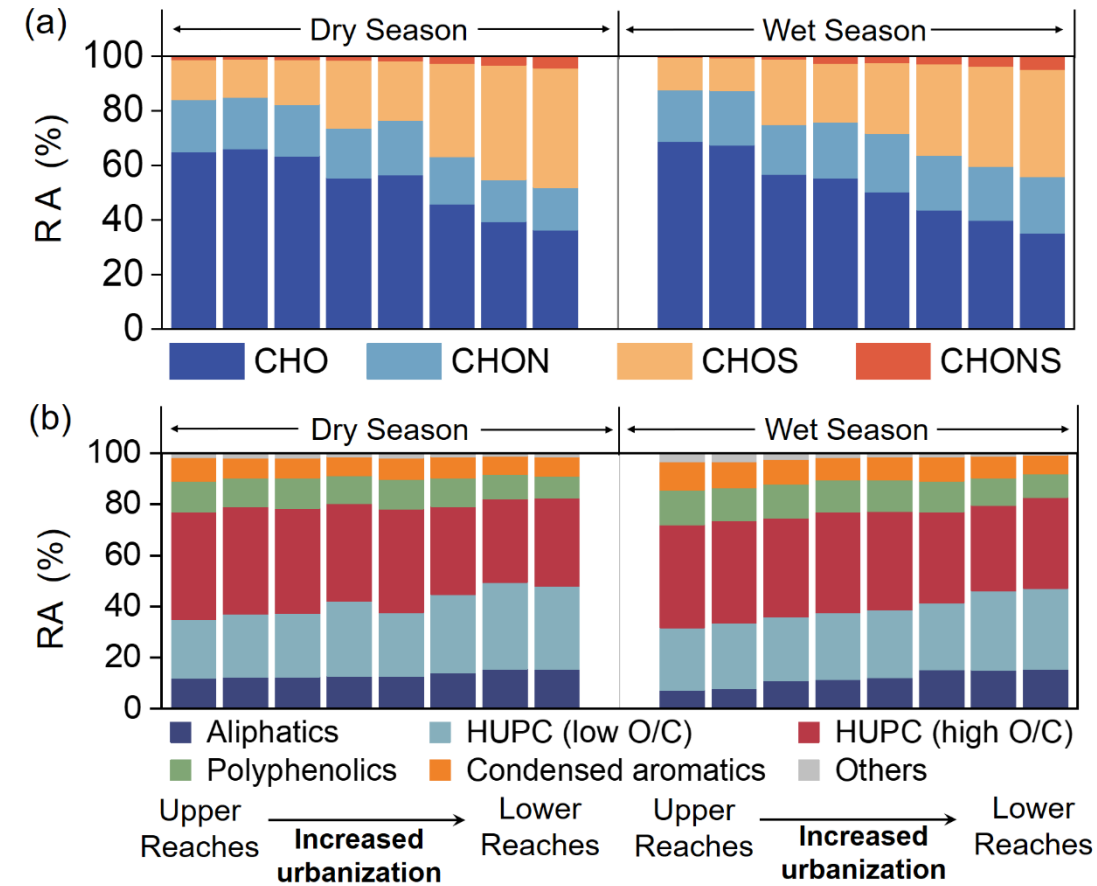 (a)
Dry Season
Wet Season
100
80
60
40
20
0
R A (%)
CHO
CHON
CHOS
CHONS
(b)
Dry Season
Wet Season
100
80
60
40
20
0
RA (%)
Aliphatics
HUPC (low O/C)
HUPC (high O/C)
Polyphenolics
Condensed aromatics
Others
Upper
Reaches
Increased
urbanization
Lower
Reaches
Upper
Reaches
Increased
urbanization
Lower
Reaches